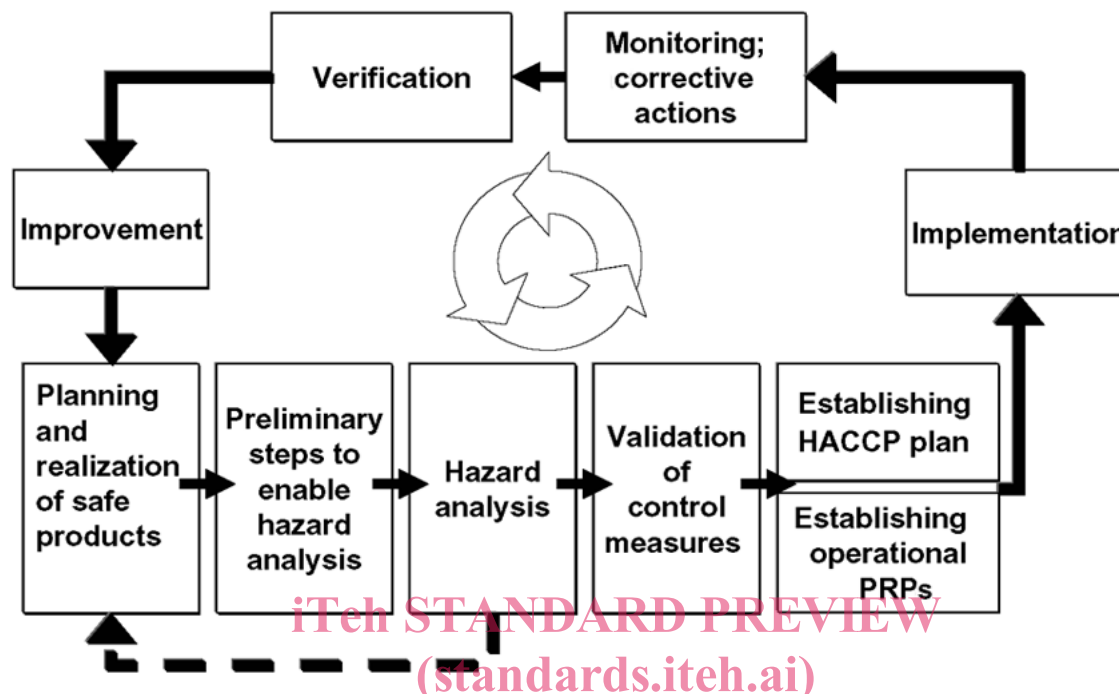 Verification
Monitoring;
corrective
actions
Improvement
Implementation
Planning
and
realization
of safe
products
Preliminary
steps to
enable
hazard
analysis
Hazard
analysis
Validation
of
control
measures
Establishing
HACCP plan
Establishing
operational
PRPs
iTeh STANDARD PREVIEW
(standards.iteh.ai)